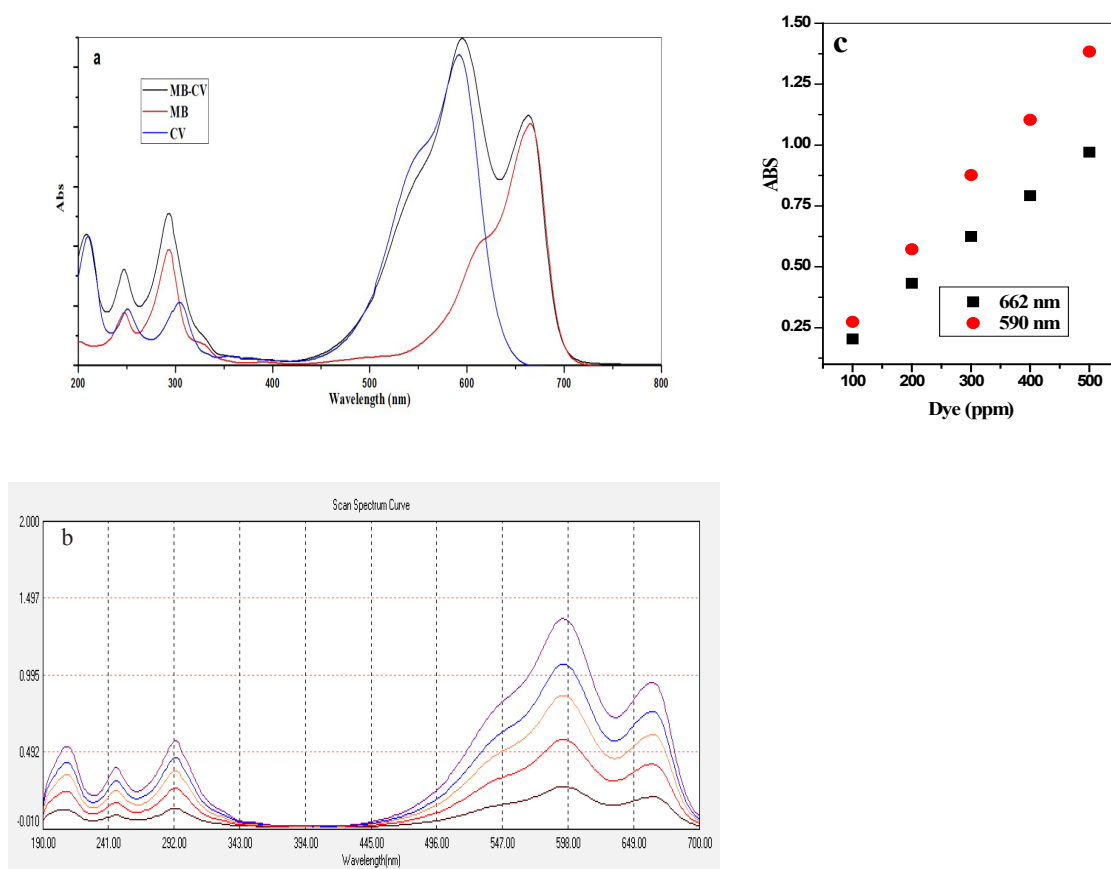 a
MB-CV
MB
CV
Abs
200 300 400 500 600 700 800
Wavelength (nm)
c
1.50
1.25
1.00
0.75
0.50
0.25
ABS
662 nm
590 nm
100 200 300 400 500
Dye (ppm)
Scan Spectrum Curve
b
2.000
1.497
0.995
0.492
-0.010
190.00 241.00 292.00 343.00 394.00 445.00 496.00 547.00 598.00 649.00 700.00
Wavelength(nm)